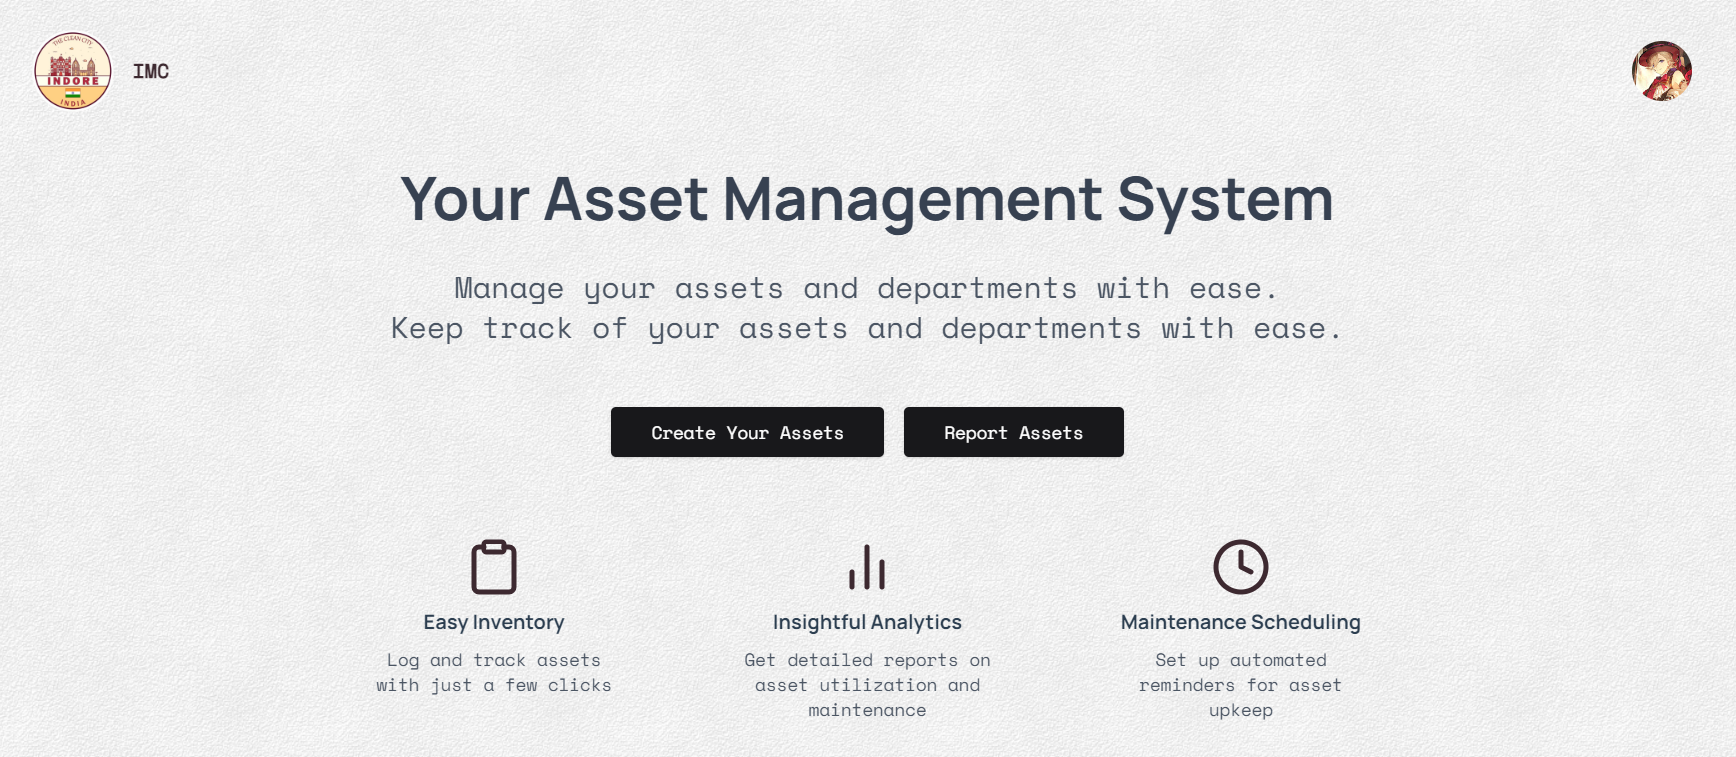 THE CLEAN CITY
INDORE
INDIA
IMC
Your Asset Management System
Manage your assets and departments with ease.
Keep track of your assets and departments with ease.
Create Your Assets
Report Assets
Easy Inventory
Log and track assets
with just a few clicks
Insightful Analytics
Get detailed reports on
asset utilization and
maintenance
Maintenance Scheduling
Set up automated
reminders for asset
upkeep